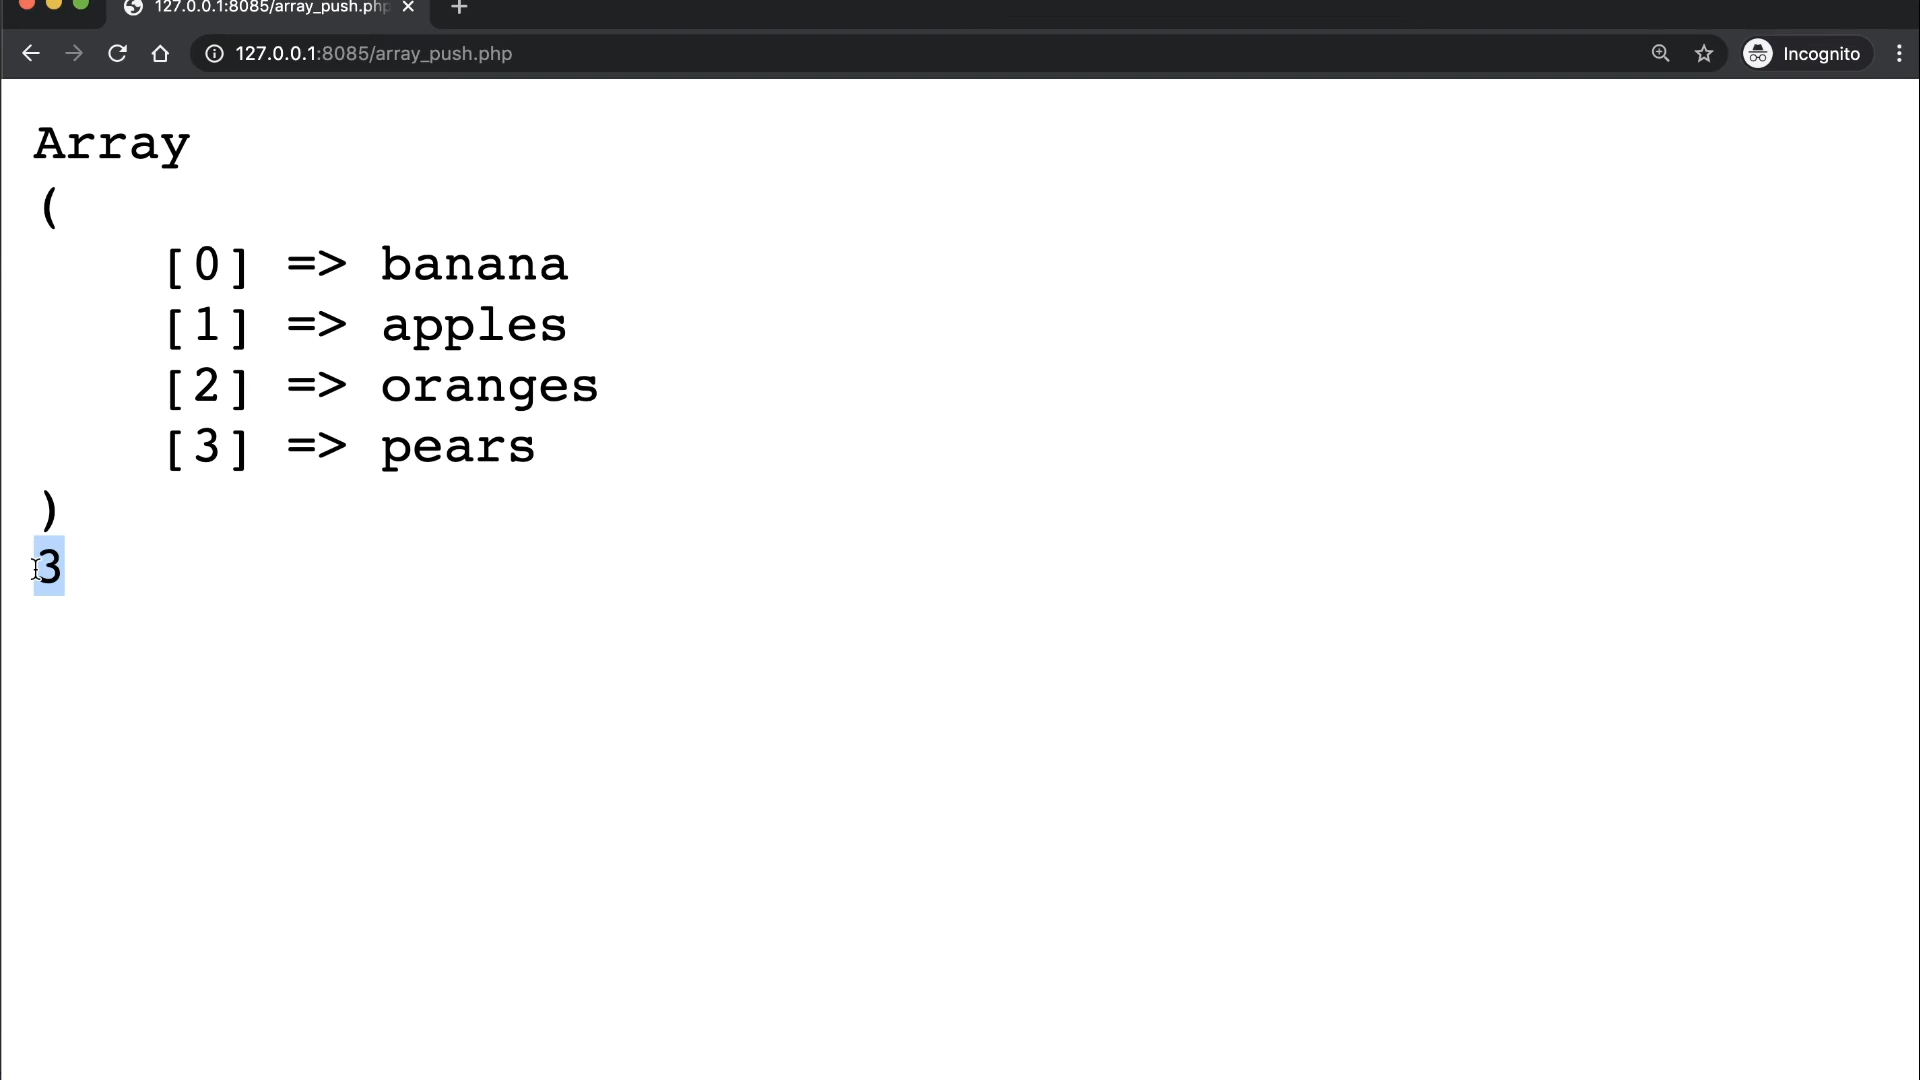 127.0.0.1:8085/array_push.php
127.0.0.1:8085/array_push.php
Incognito
Array
(
[0] => banana
[1] => apples
[2] => oranges
[3] => pears
)
3